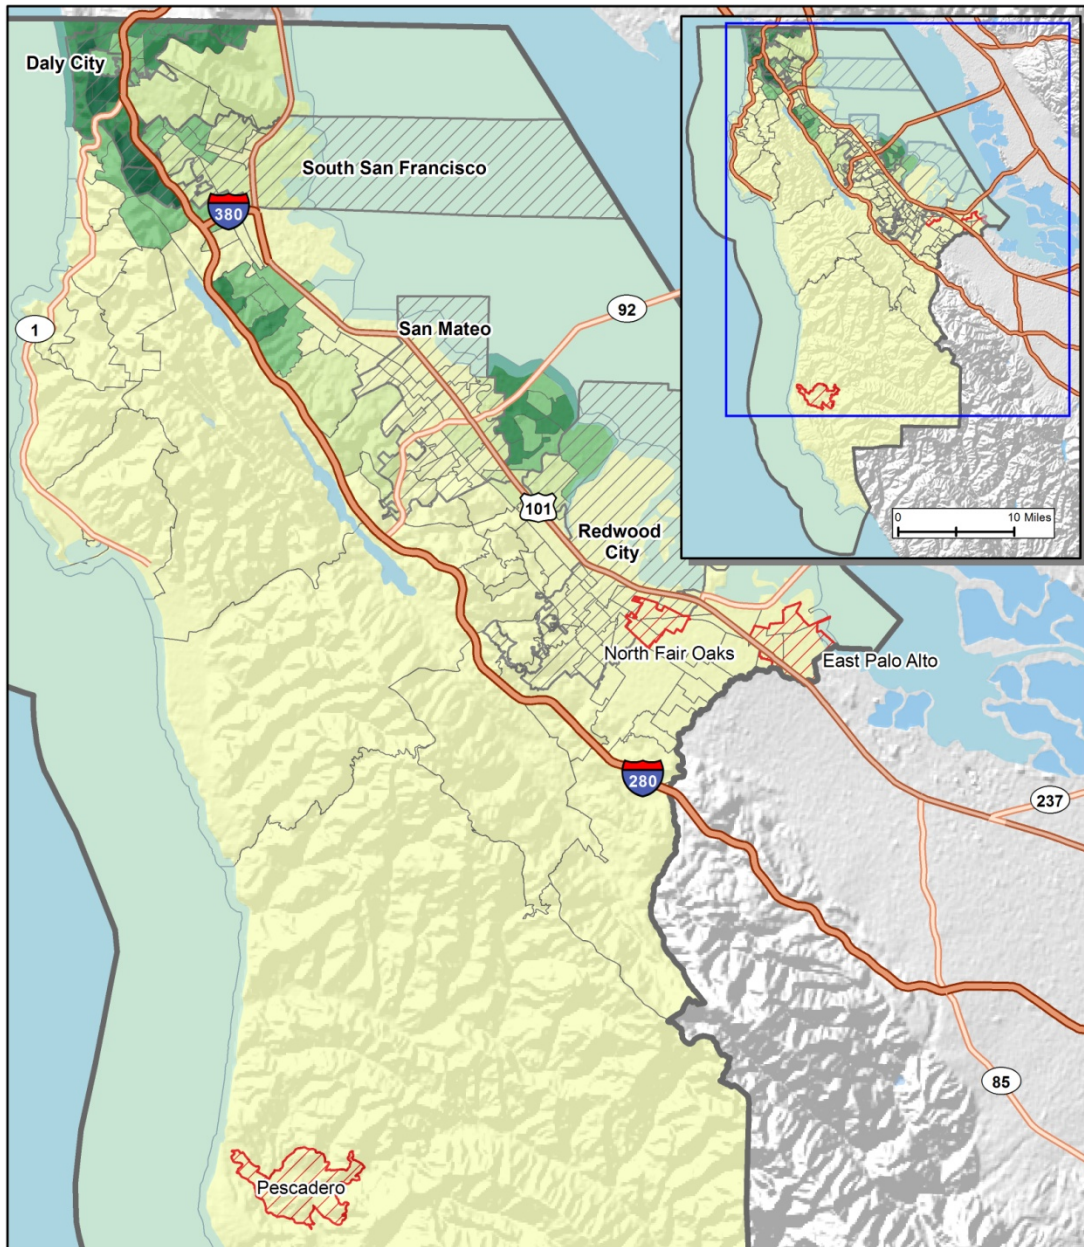 Daly City
South San Francisco
380
92
1
San Mateo
0 10 Miles
101
Redwood
City
North Fair Oaks
East Palo Alto
280
237
85
Pescadero